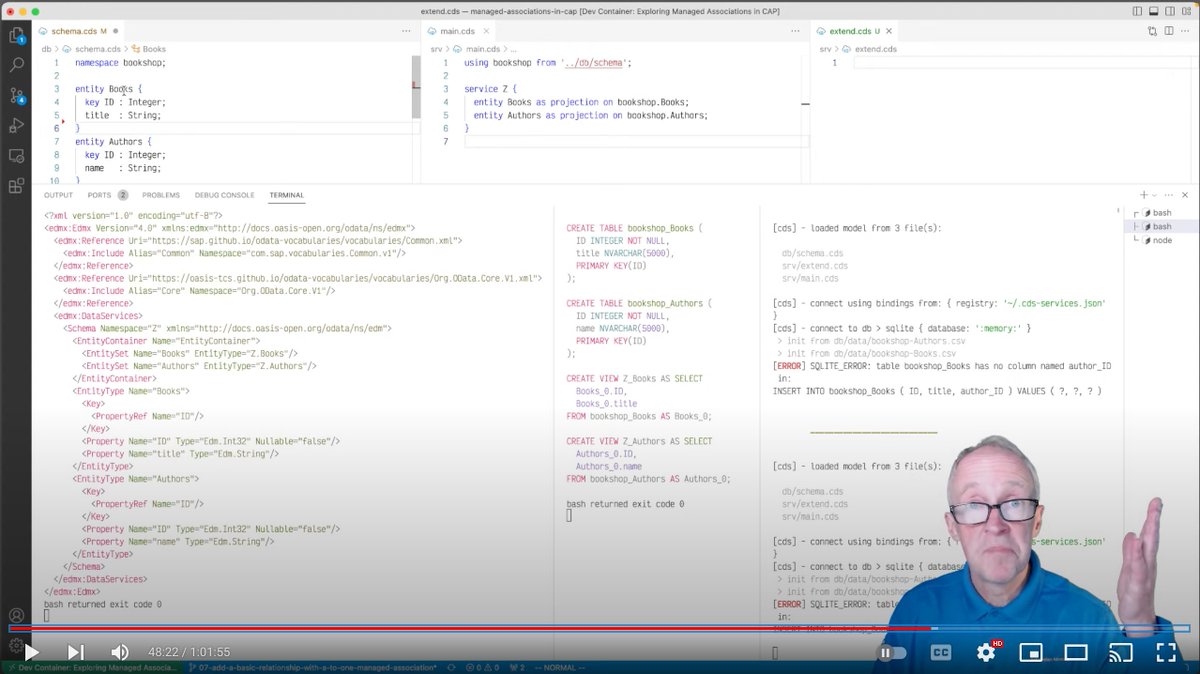 extend.cds — managed-associations-in-cap [Dev Container: Exploring Managed Associations in CAP]
schema.cds M
db > schema.cds > Books
1 namespace bookshop;
2
3 entity Books {
4 key ID : Integer;
5 title : String;
6 }
7 entity Authors {
8 key ID : Integer;
9 name : String;
10 }
main.cds
srv > main.cds > ...
1 using bookshop from '../db/schema';
2
3 service Z {
4 entity Books as projection on bookshop.Books;
5 entity Authors as projection on bookshop.Authors;
6 }
7
extend.cds U
srv > extend.cds
1
OUTPUT PORTS 2 PROBLEMS DEBUG CONSOLE TERMINAL
<?xml version="1.0" encoding="utf-8"?>
<edmx:Edmx Version="4.0" xmlns:edmx="http://docs.oasis-open.org/odata/ns/edmx">
<edmx:Reference Uri="https://sap.github.io/odata-vocabularies/vocabularies/Common.xml">
<edmx:Include Alias="Common" Namespace="com.sap.vocabularies.Common.v1"/>
</edmx:Reference>
<edmx:Reference Uri="https://oasis-tcs.github.io/odata-vocabularies/vocabularies/Org.OData.Core.V1.xml">
<edmx:Include Alias="Core" Namespace="Org.OData.Core.V1"/>
</edmx:Reference>
<edmx:DataServices>
<Schema Namespace="Z" xmlns="http://docs.oasis-open.org/odata/ns/edm">
<EntityContainer Name="EntityContainer">
<EntitySet Name="Books" EntityType="Z.Books"/>
<EntitySet Name="Authors" EntityType="Z.Authors"/>
</EntityContainer>
<EntityType Name="Books">
<Key>
<PropertyRef Name="ID"/>
</Key>
<Property Name="ID" Type="Edm.Int32" Nullable="false"/>
<Property Name="title" Type="Edm.String"/>
</EntityType>
<EntityType Name="Authors">
<Key>
<PropertyRef Name="ID"/>
</Key>
<Property Name="ID" Type="Edm.Int32" Nullable="false"/>
<Property Name="name" Type="Edm.String"/>
</EntityType>
</Schema>
</edmx:DataServices>
</edmx:Edmx>
bash returned exit code 0
CREATE TABLE bookshop_Books (
ID INTEGER NOT NULL,
title NVARCHAR(5000),
PRIMARY KEY(ID)
);
CREATE TABLE bookshop_Authors (
ID INTEGER NOT NULL,
name NVARCHAR(5000),
PRIMARY KEY(ID)
);
CREATE VIEW Z_Books AS SELECT
Books_0.ID,
Books_0.title
FROM bookshop_Books AS Books_0;
CREATE VIEW Z_Authors AS SELECT
Authors_0.ID,
Authors_0.name
FROM bookshop_Authors AS Authors_0;
bash returned exit code 0
[cds] - loaded model from 3 file(s):
db/schema.cds
srv/extend.cds
srv/main.cds
[cds] - connect using bindings from: { registry: '~/.cds-services.json'
}
[cds] - connect to db > sqlite { database: ':memory:' }
> init from db/data/bookshop-Authors.csv
> init from db/data/bookshop-Books.csv
[ERROR] SQLITE_ERROR: table bookshop_Books has no column named author_ID
in:
INSERT INTO bookshop_Books ( ID, title, author_ID ) VALUES ( ?, ?, ? )
[cds] - loaded model from 3 file(s):
db/schema.cds
srv/extend.cds
srv/main.cds
[cds] - connect using bindings from: {
s-services.json'
}
[cds] - connect to db > sqlite { databas
> init from db/data/bookshop-Auth
> init from db/data/bookshop-Book
[ERROR] SQLITE_ERROR: tabl
in:
bash
bash
node
48:22 / 1:01:55
CC
HD
Dev Container: Exploring Managed Associa... 07-add-a-basic-relationship-with-a-to-one-managed-association* 0 0 2 -- NORMAL --